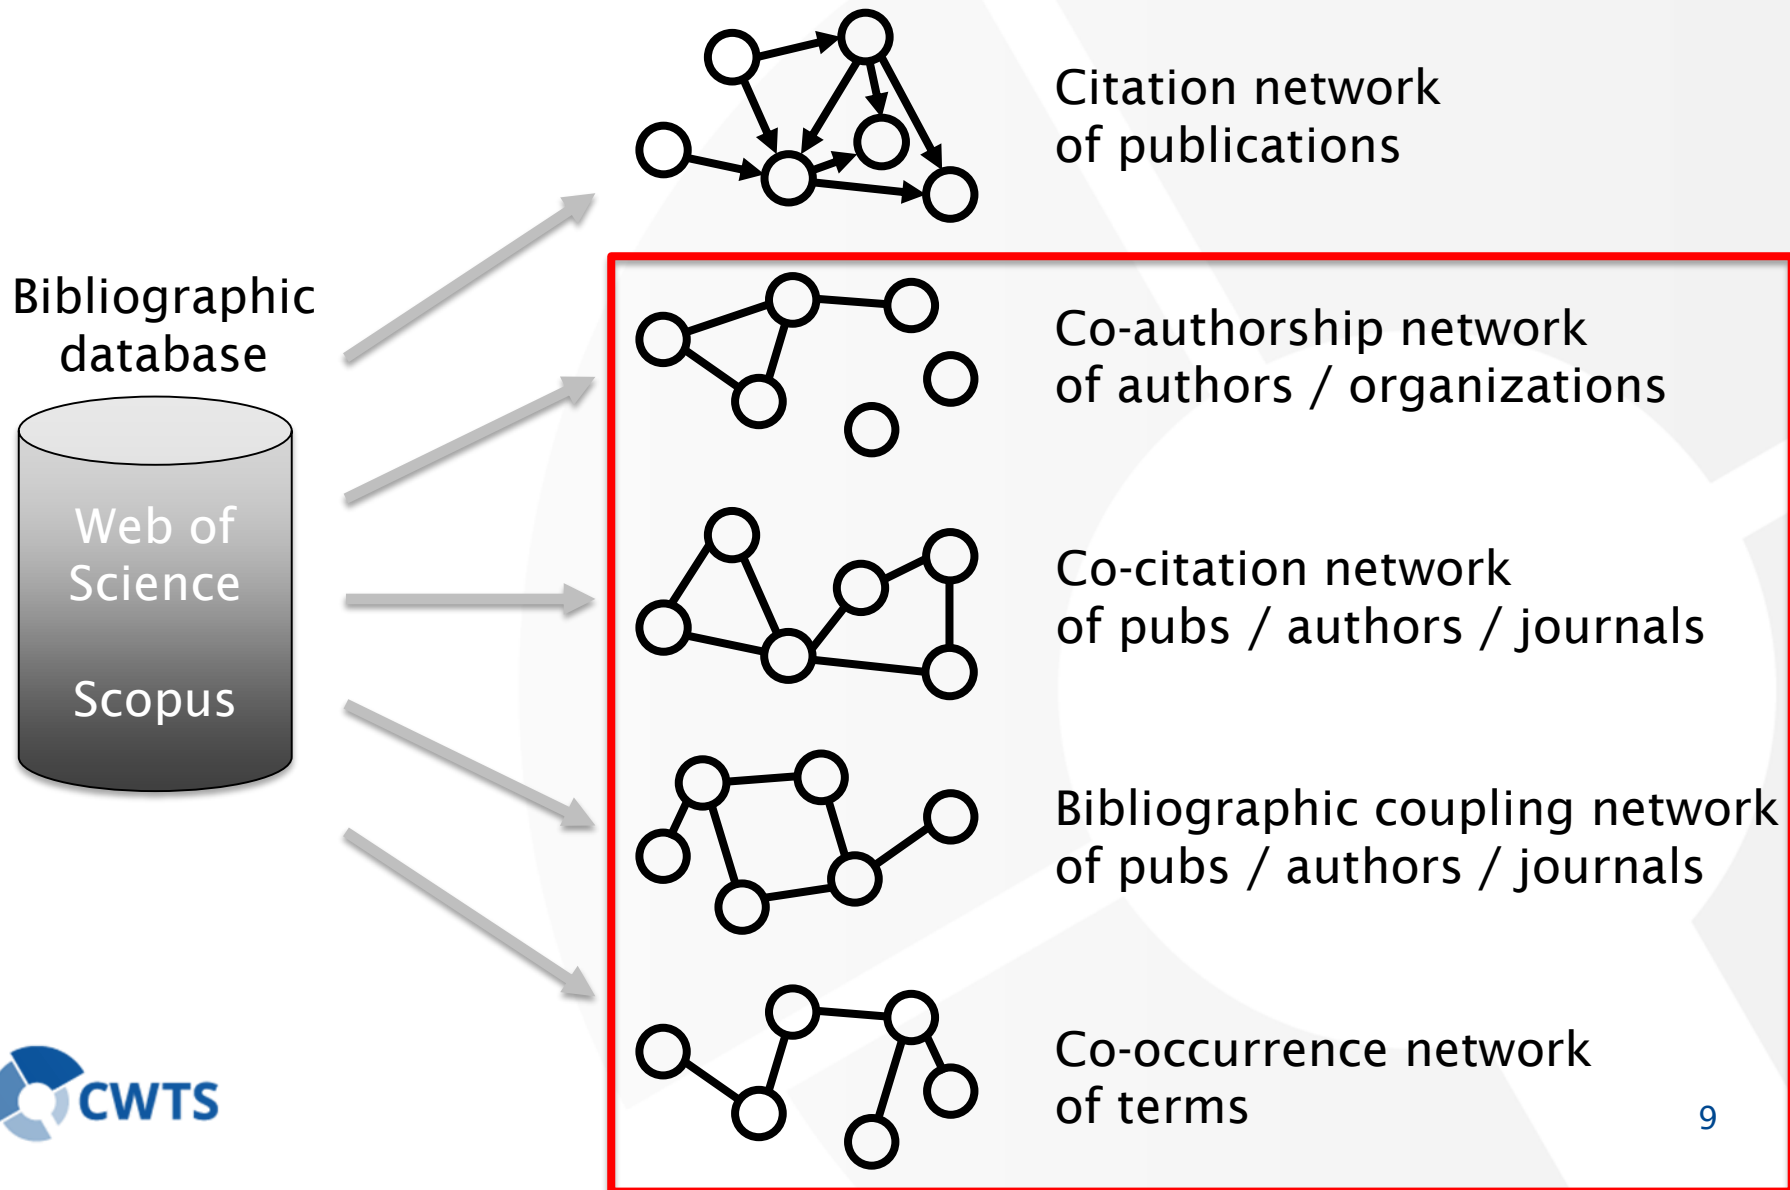 Citation network
of publications
Bibliographic
database
Web of
Science
Scopus
Co-authorship network
of authors / organizations
Co-citation network
of pubs / authors / journals
Bibliographic coupling network
of pubs / authors / journals
Co-occurrence network
of terms
CWTS
9